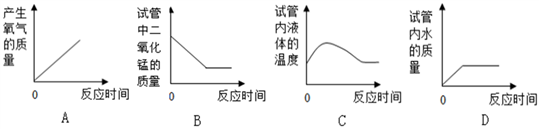 产生氧气的质量
0
反应时间
A
试管中二氧化锰的质量
0
反应时间
B
试管内液体的温度
0
反应时间
C
试管内水的质量
0
反应时间
D